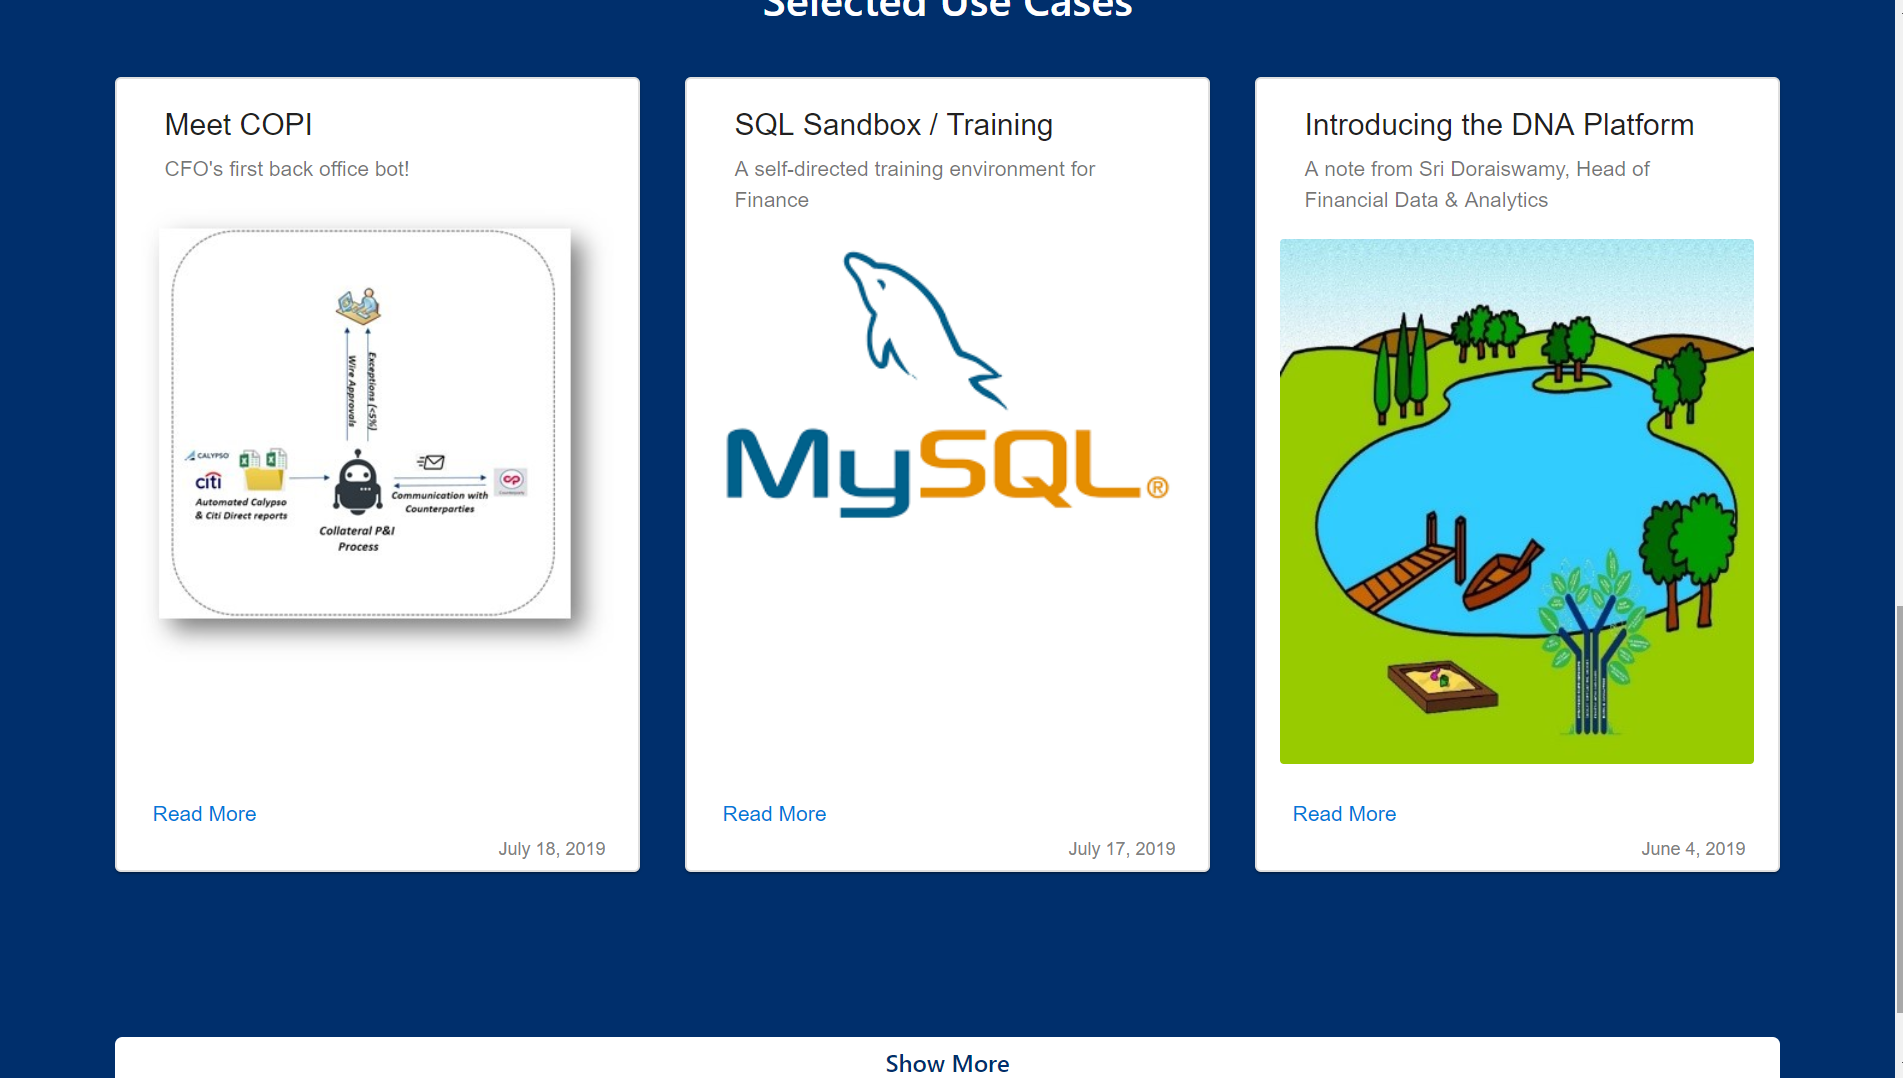 Selected Use Cases
Meet COPI
CFO's first back office bot!
Wire Approvals
Exceptions (<5%)
CALYPSO
citi
Automated Calypso
& Citi Direct reports
Communication with
Counterparties
Collateral P&I
Process
Read More
July 18, 2019
SQL Sandbox / Training
A self-directed training environment for
Finance
MySQL®
Read More
July 17, 2019
Introducing the DNA Platform
A note from Sri Doraiswamy, Head of
Financial Data & Analytics
Read More
June 4, 2019
Show More